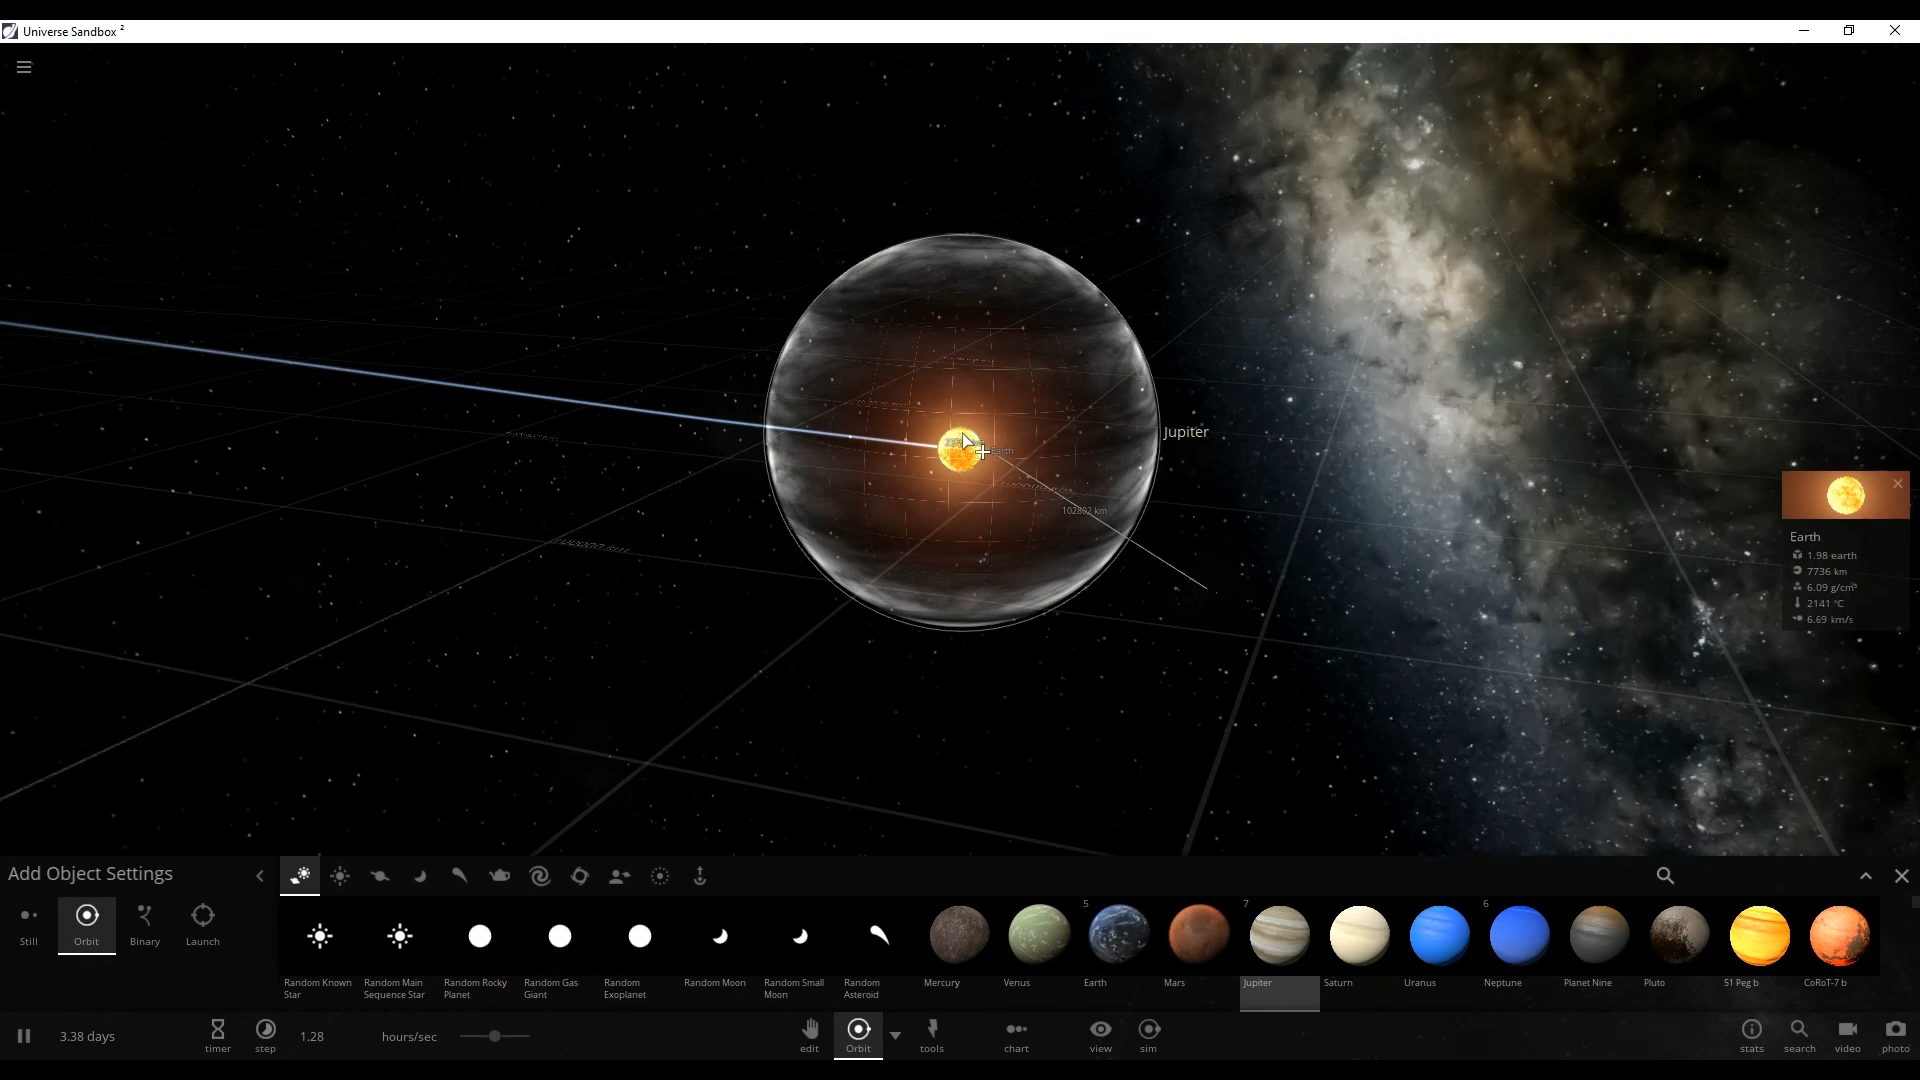 Universe Sandbox ²
Jupiter
Earth
102802 km
Earth
1.98 earth
7736 km
6.09 g/cm³
2141 °C
6.69 km/s
Add Object Settings
Still
Orbit
Binary
Launch
5
7
6
Random Known
Star
Random Main
Sequence Star
Random Rocky
Planet
Random Gas
Giant
Random
Exoplanet
Random Moon
Random Small
Moon
Random
Asteroid
Mercury
Venus
Earth
Mars
Jupiter
Saturn
Uranus
Neptune
Planet Nine
Pluto
51 Peg b
CoRoT-7 b
3.38 days
timer
step
1.28
hours/sec
edit
Orbit
tools
chart
view
sim
stats
search
video
photo